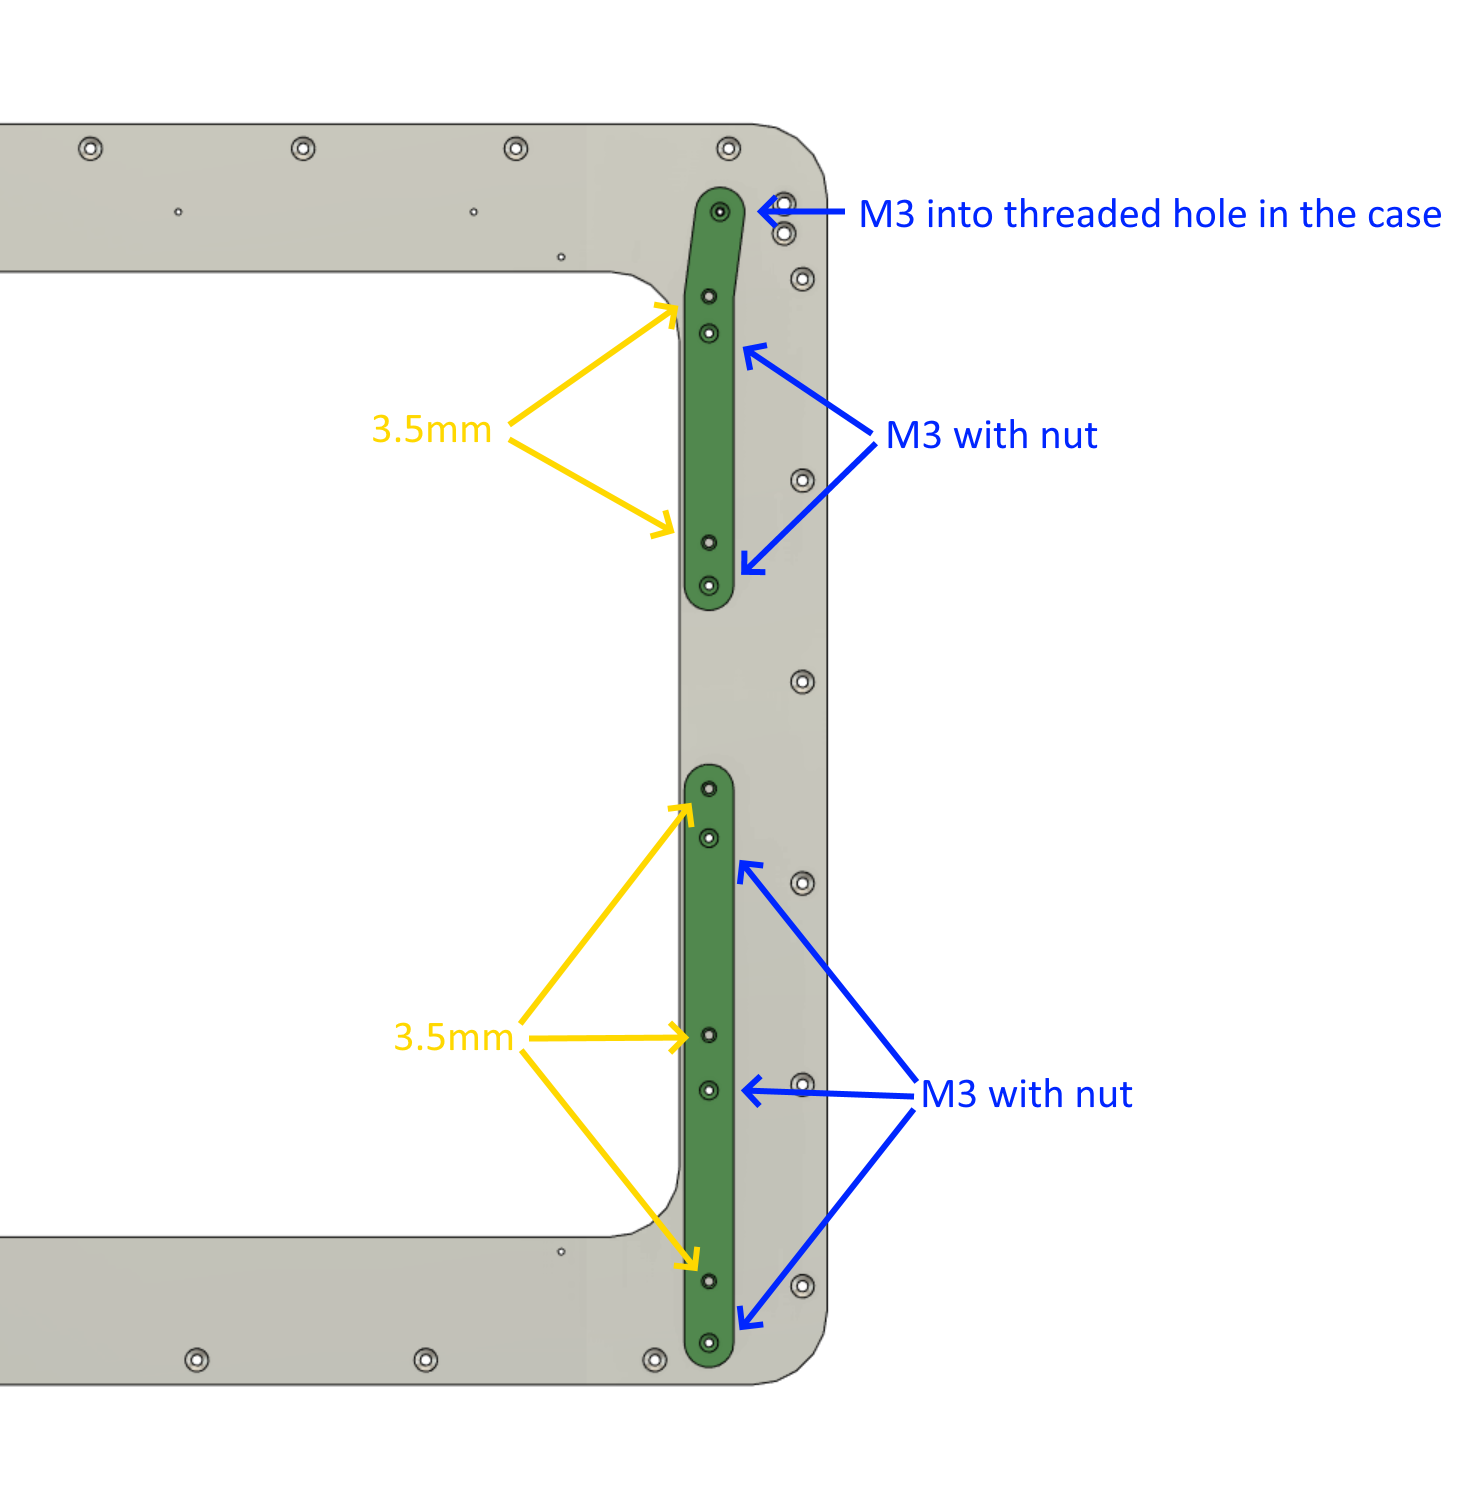 M3 into threaded hole in the case
3.5mm
M3 with nut
3.5mm
M3 with nut